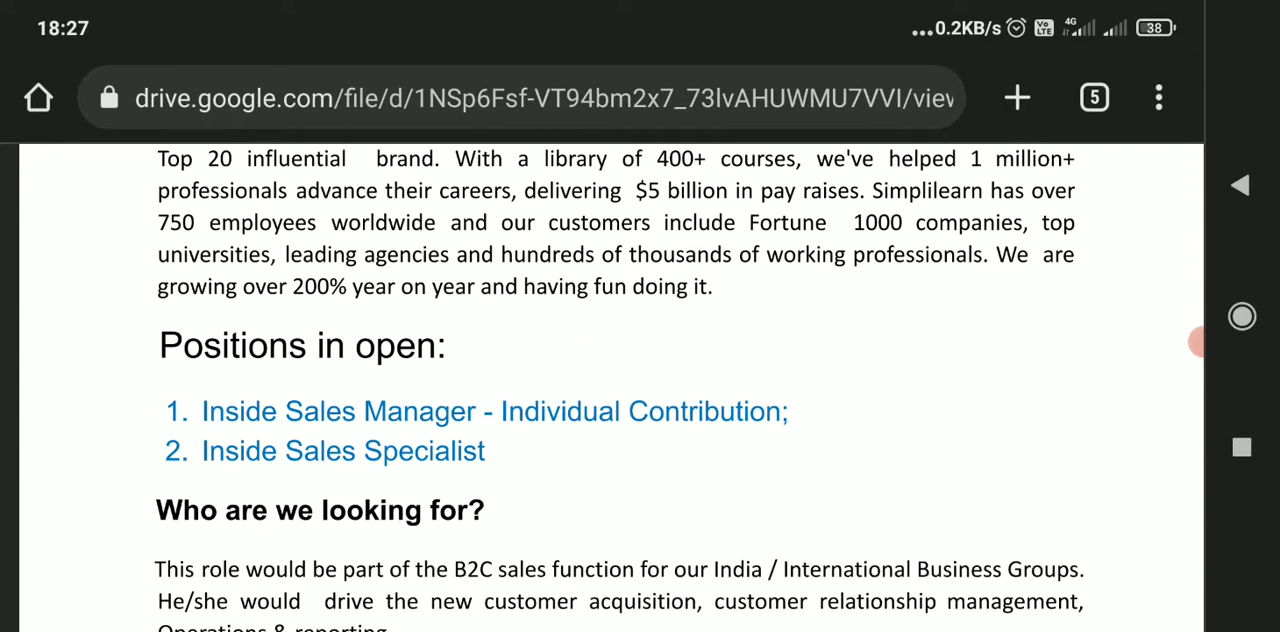 18:27
...0.2KB/s Vo LTE 4G 38
drive.google.com/file/d/1NSp6Fsf-VT94bm2x7_73lvAHUWMU7VVI/view
5
Top 20 influential brand. With a library of 400+ courses, we've helped 1 million+
professionals advance their careers, delivering $5 billion in pay raises. Simplilearn has over
750 employees worldwide and our customers include Fortune 1000 companies, top
universities, leading agencies and hundreds of thousands of working professionals. We are
growing over 200% year on year and having fun doing it.
Positions in open:
1. Inside Sales Manager - Individual Contribution;
2. Inside Sales Specialist
Who are we looking for?
This role would be part of the B2C sales function for our India / International Business Groups.
He/she would drive the new customer acquisition, customer relationship management,
Operations & reporting